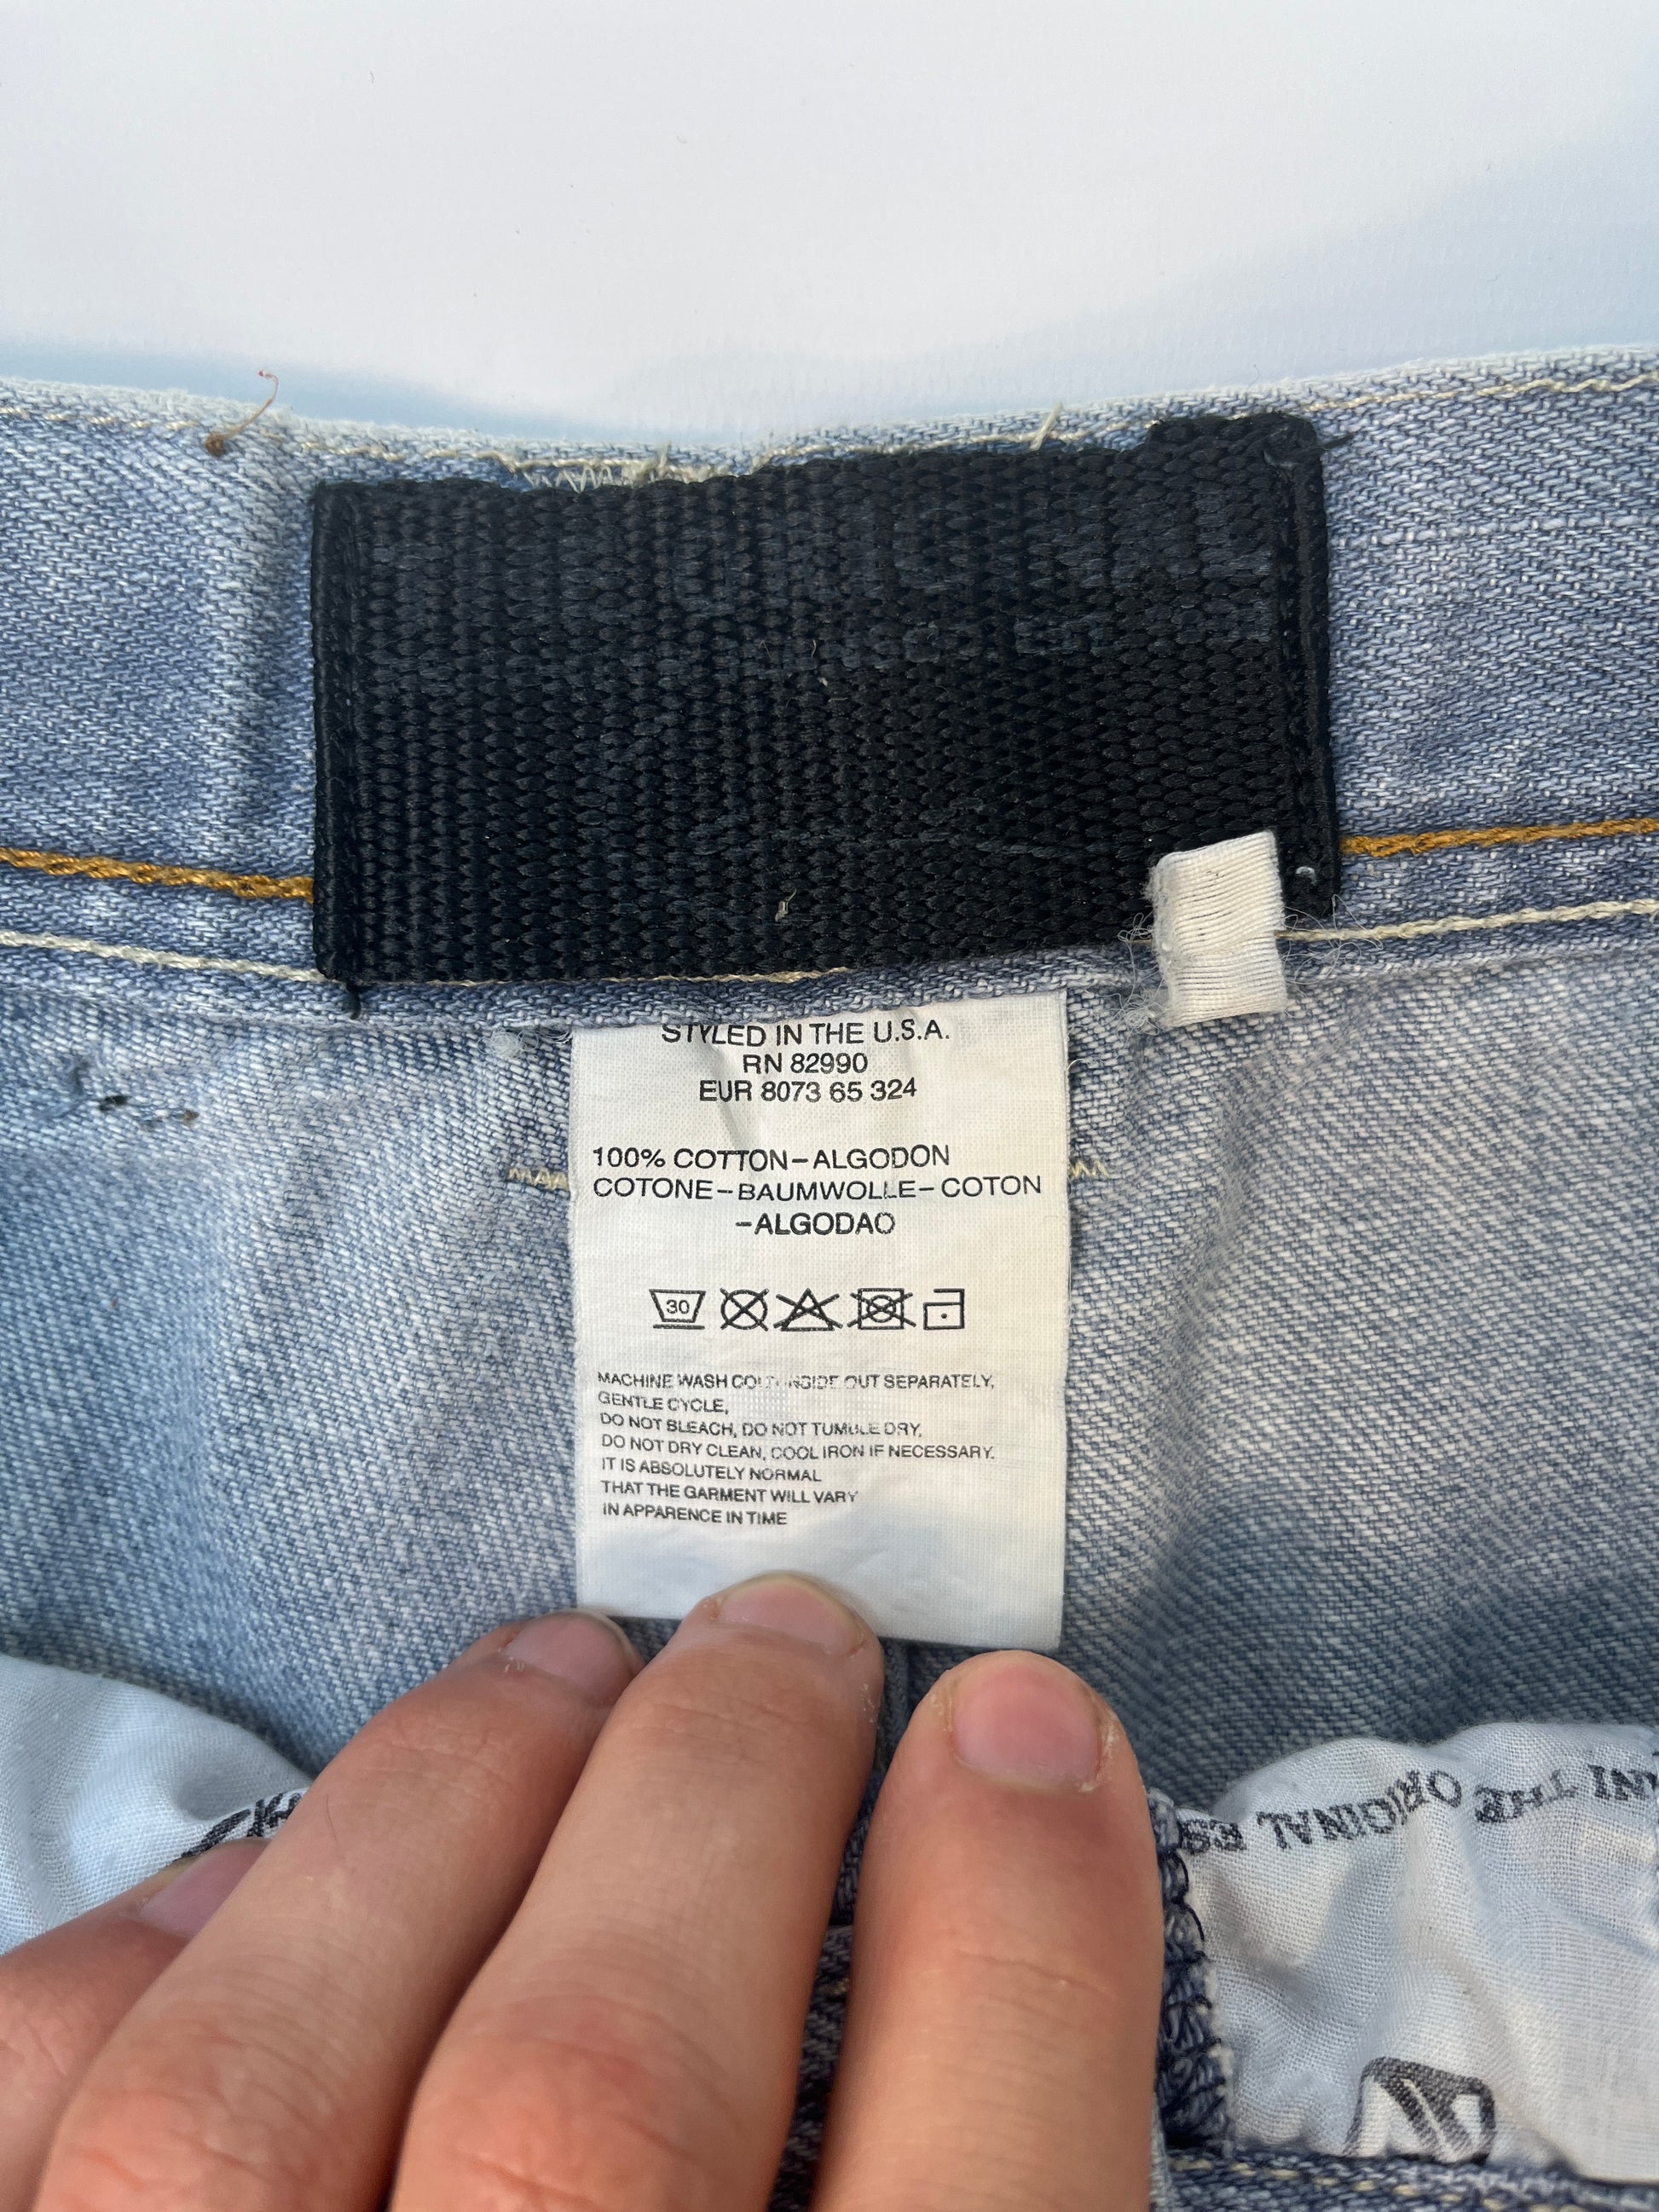 STYLED IN THE U.S.A.
RN 82990
EUR 8073 65 324
100% COTTON-ALGODON
COTONE-BAUMWOLLE-COTON
-ALGODAO
30
MACHINE WASH COLD INSIDE OUT SEPARATELY,
GENTLE CYCLE,
DO NOT BLEACH, DO NOT TUMBLE DRY,
DO NOT DRY CLEAN, COOL IRON IF NECESSARY.
IT IS ABSOLUTELY NORMAL
THAT THE GARMENT WILL VARY
IN APPARENCE IN TIME
THE ORIGINAL